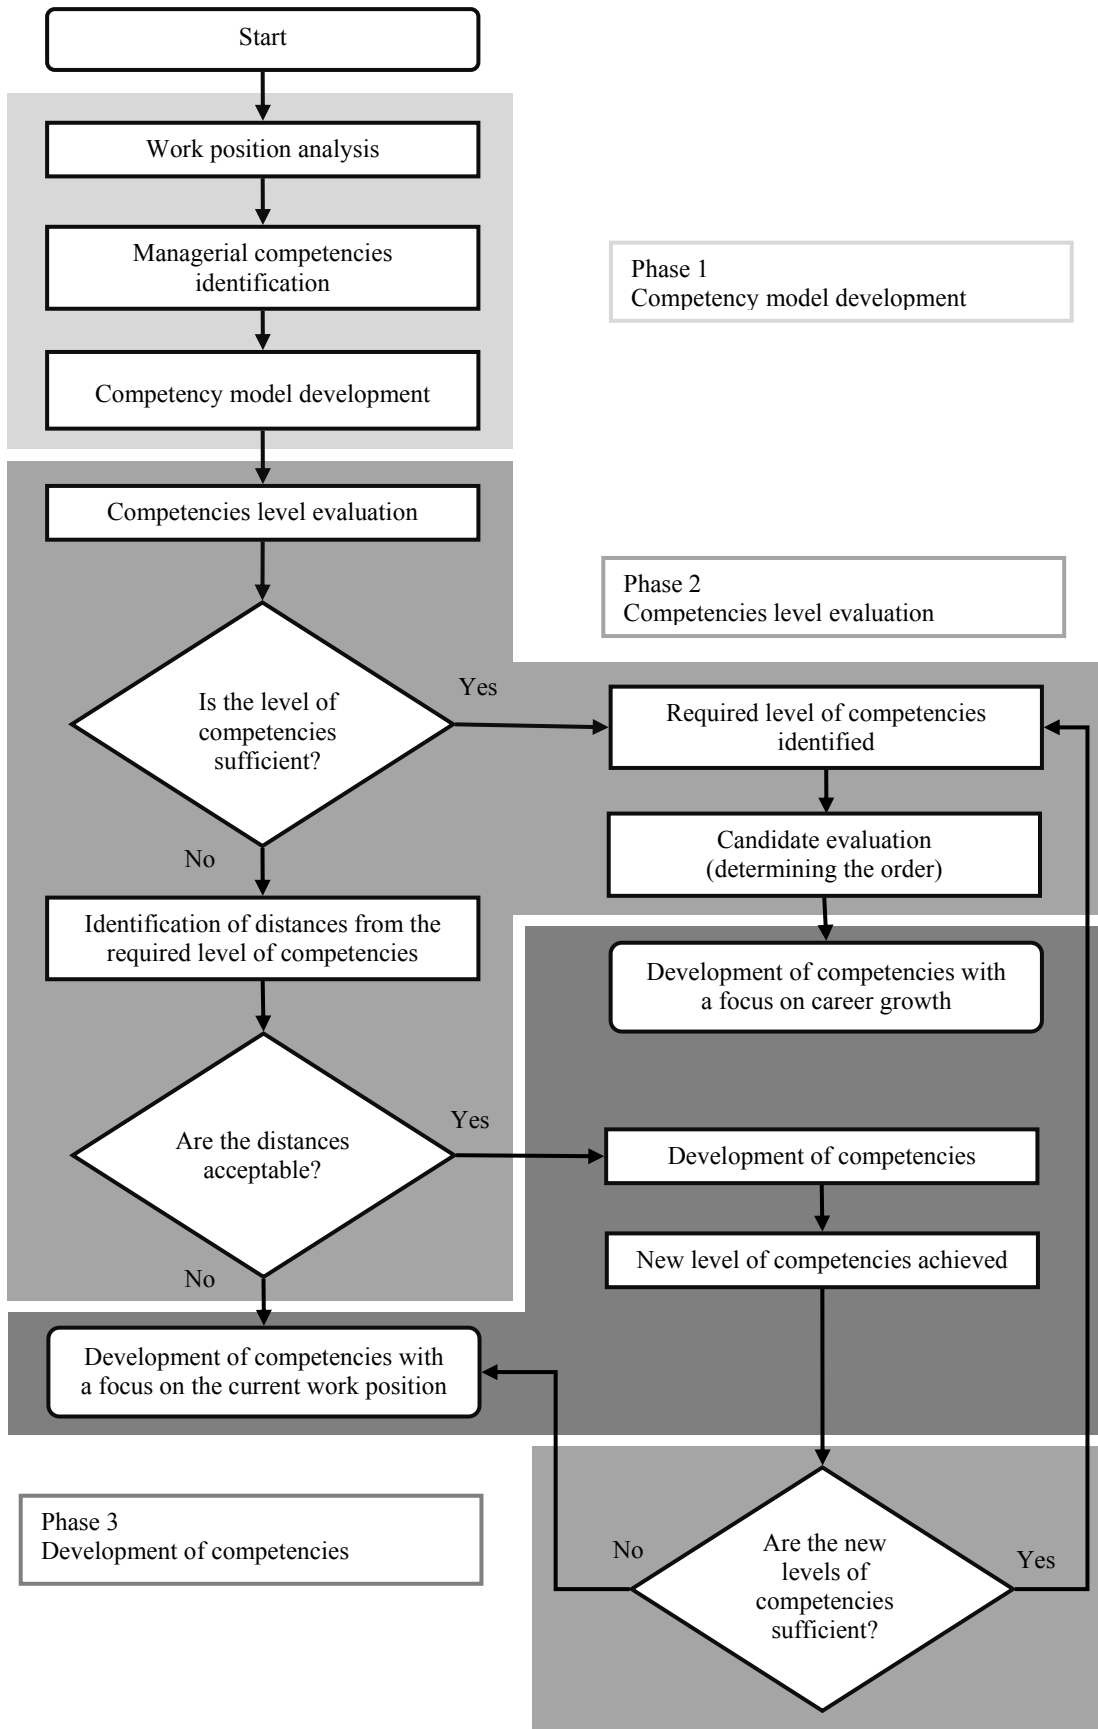 Start
Work position analysis
Managerial competencies
identification
Phase 1
Competency model development
Competency model development
Competencies level evaluation
Phase 2
Competencies level evaluation
Is the level of
competencies
sufficient?
Yes
Required level of competencies
identified
No
Candidate evaluation
(determining the order)
Identification of distances from the
required level of competencies
Development of competencies with
a focus on career growth
Are the distances
acceptable?
Yes
Development of competencies
New level of competencies achieved
No
Development of competencies with
a focus on the current work position
Phase 3
Development of competencies
No
Are the new
levels of
competencies
sufficient?
Yes